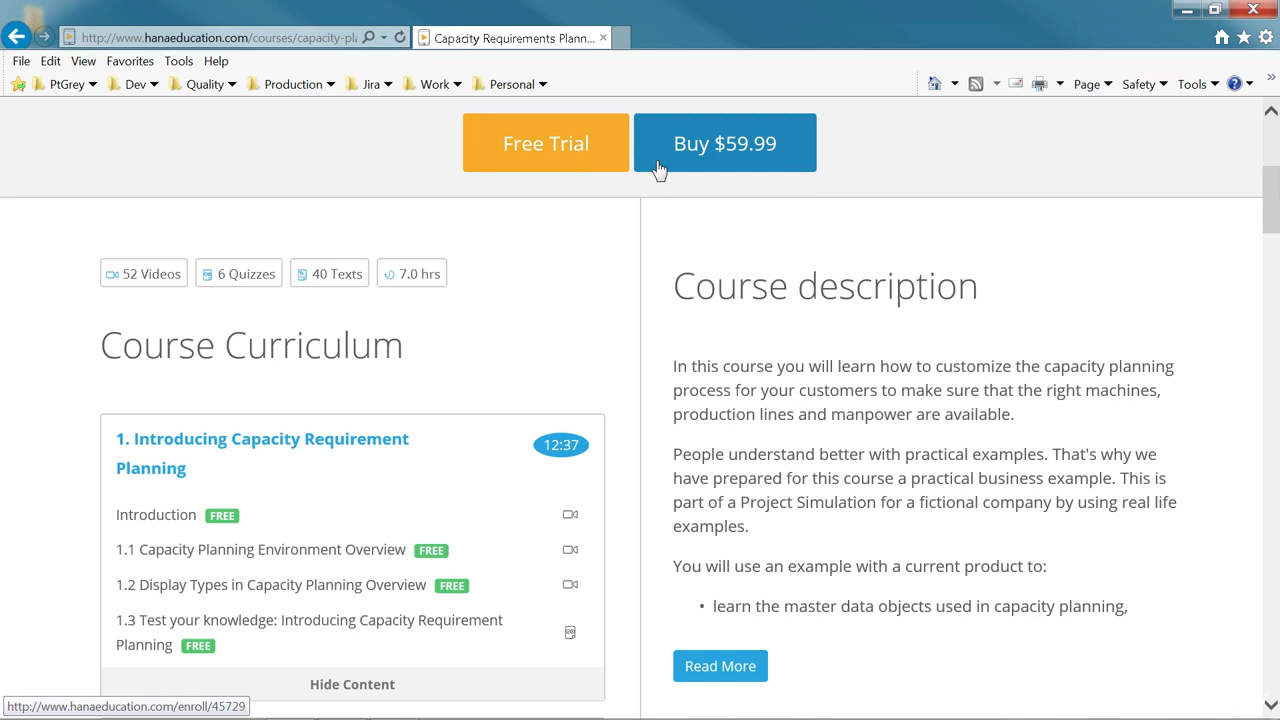 http://www.hanaeducation.com/courses/capacity-pla
Capacity Requirements Plann...
File Edit View Favorites Tools Help
PtGrey Dev Quality Production Jira Work Personal
Page Safety Tools
Free Trial
Buy $59.99
52 Videos
6 Quizzes
40 Texts
7.0 hrs
Course Curriculum
1. Introducing Capacity Requirement
Planning
12:37
Introduction FREE
1.1 Capacity Planning Environment Overview FREE
1.2 Display Types in Capacity Planning Overview FREE
1.3 Test your knowledge: Introducing Capacity Requirement
Planning FREE
Hide Content
Course description
In this course you will learn how to customize the capacity planning
process for your customers to make sure that the right machines,
production lines and manpower are available.
People understand better with practical examples. That's why we
have prepared for this course a practical business example. This is
part of a Project Simulation for a fictional company by using real life
examples.
You will use an example with a current product to:
• learn the master data objects used in capacity planning,
Read More
http://www.hanaeducation.com/enroll/45729